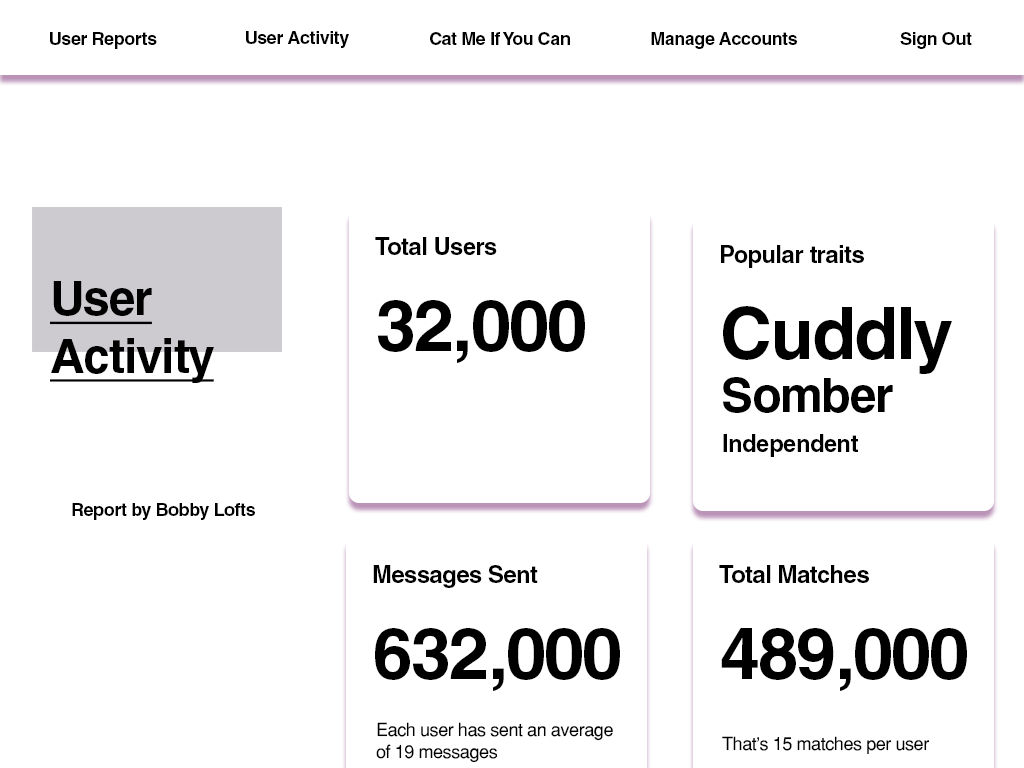 User Reports
User Activity
Cat Me If You Can
Manage Accounts
Sign Out
User
Activity
Report by Bobby Lofts
Total Users
32,000
Popular traits
Cuddly
Somber
Independent
Messages Sent
632,000
Each user has sent an average
of 19 messages
Total Matches
489,000
That’s 15 matches per user